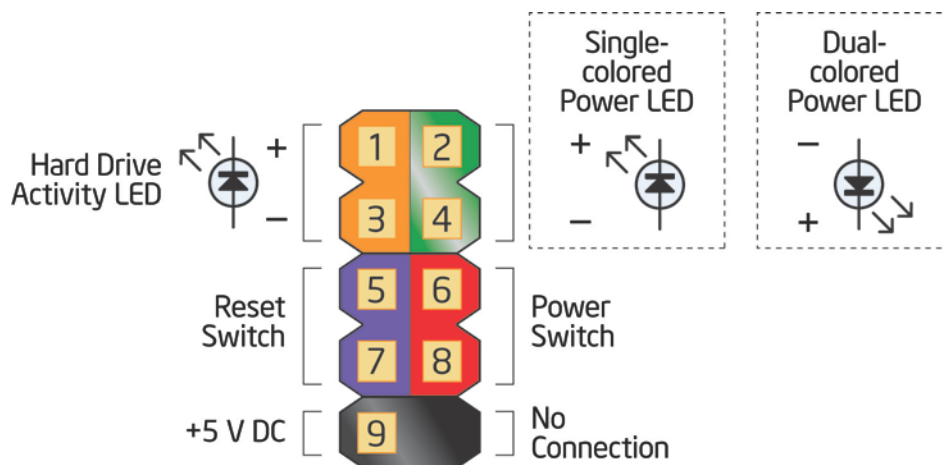 Single-
colored
Power LED
Dual-
colored
Power LED
Hard Drive
Activity LED
+
−
1
2
3
4
+
−
−
+
Reset
Switch
5
6
7
8
Power
Switch
+5 V DC
9
No
Connection